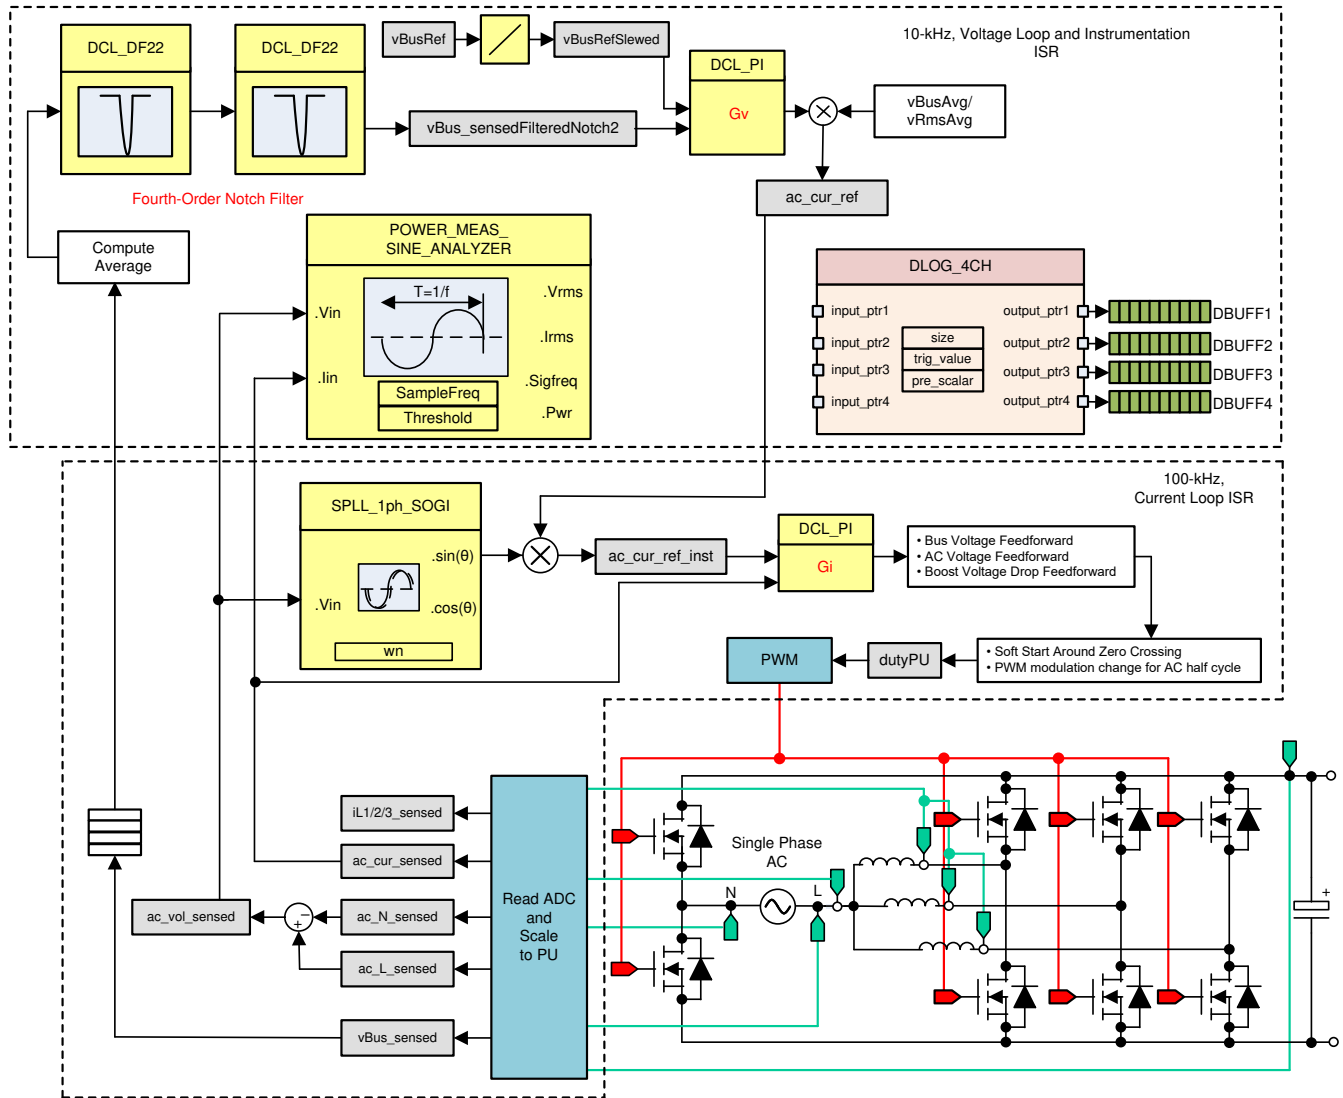 10-kHz, Voltage Loop and Instrumentation
ISR
DCL_DF22
DCL_DF22
vBusRef
vBusRefSlewed
DCL_PI
Gv
vBusAvg/
vRmsAvg
vBus_sensedFilteredNotch2
Fourth-Order Notch Filter
ac_cur_ref
Compute
Average
POWER_MEAS_
SINE_ANALYZER
T=1/f
.Vin
.Iin
.Vrms
.Irms
.Sigfreq
.Pwr
SampleFreq
Threshold
DLOG_4CH
input_ptr1
input_ptr2
input_ptr3
input_ptr4
size
trig_value
pre_scalar
output_ptr1
output_ptr2
output_ptr3
output_ptr4
DBUFF1
DBUFF2
DBUFF3
DBUFF4
100-kHz,
Current Loop ISR
SPLL_1ph_SOGI
.Vin
.sin(θ)
.cos(θ)
wn
ac_cur_ref_inst
DCL_PI
Gi
• Bus Voltage Feedforward
• AC Voltage Feedforward
• Boost Voltage Drop Feedforward
• Soft Start Around Zero Crossing
• PWM modulation change for AC half cycle
dutyPU
PWM
iL1/2/3_sensed
ac_cur_sensed
ac_vol_sensed
−
+
ac_N_sensed
ac_L_sensed
vBus_sensed
Read ADC
and
Scale
to PU
Single Phase
AC
N
L
+